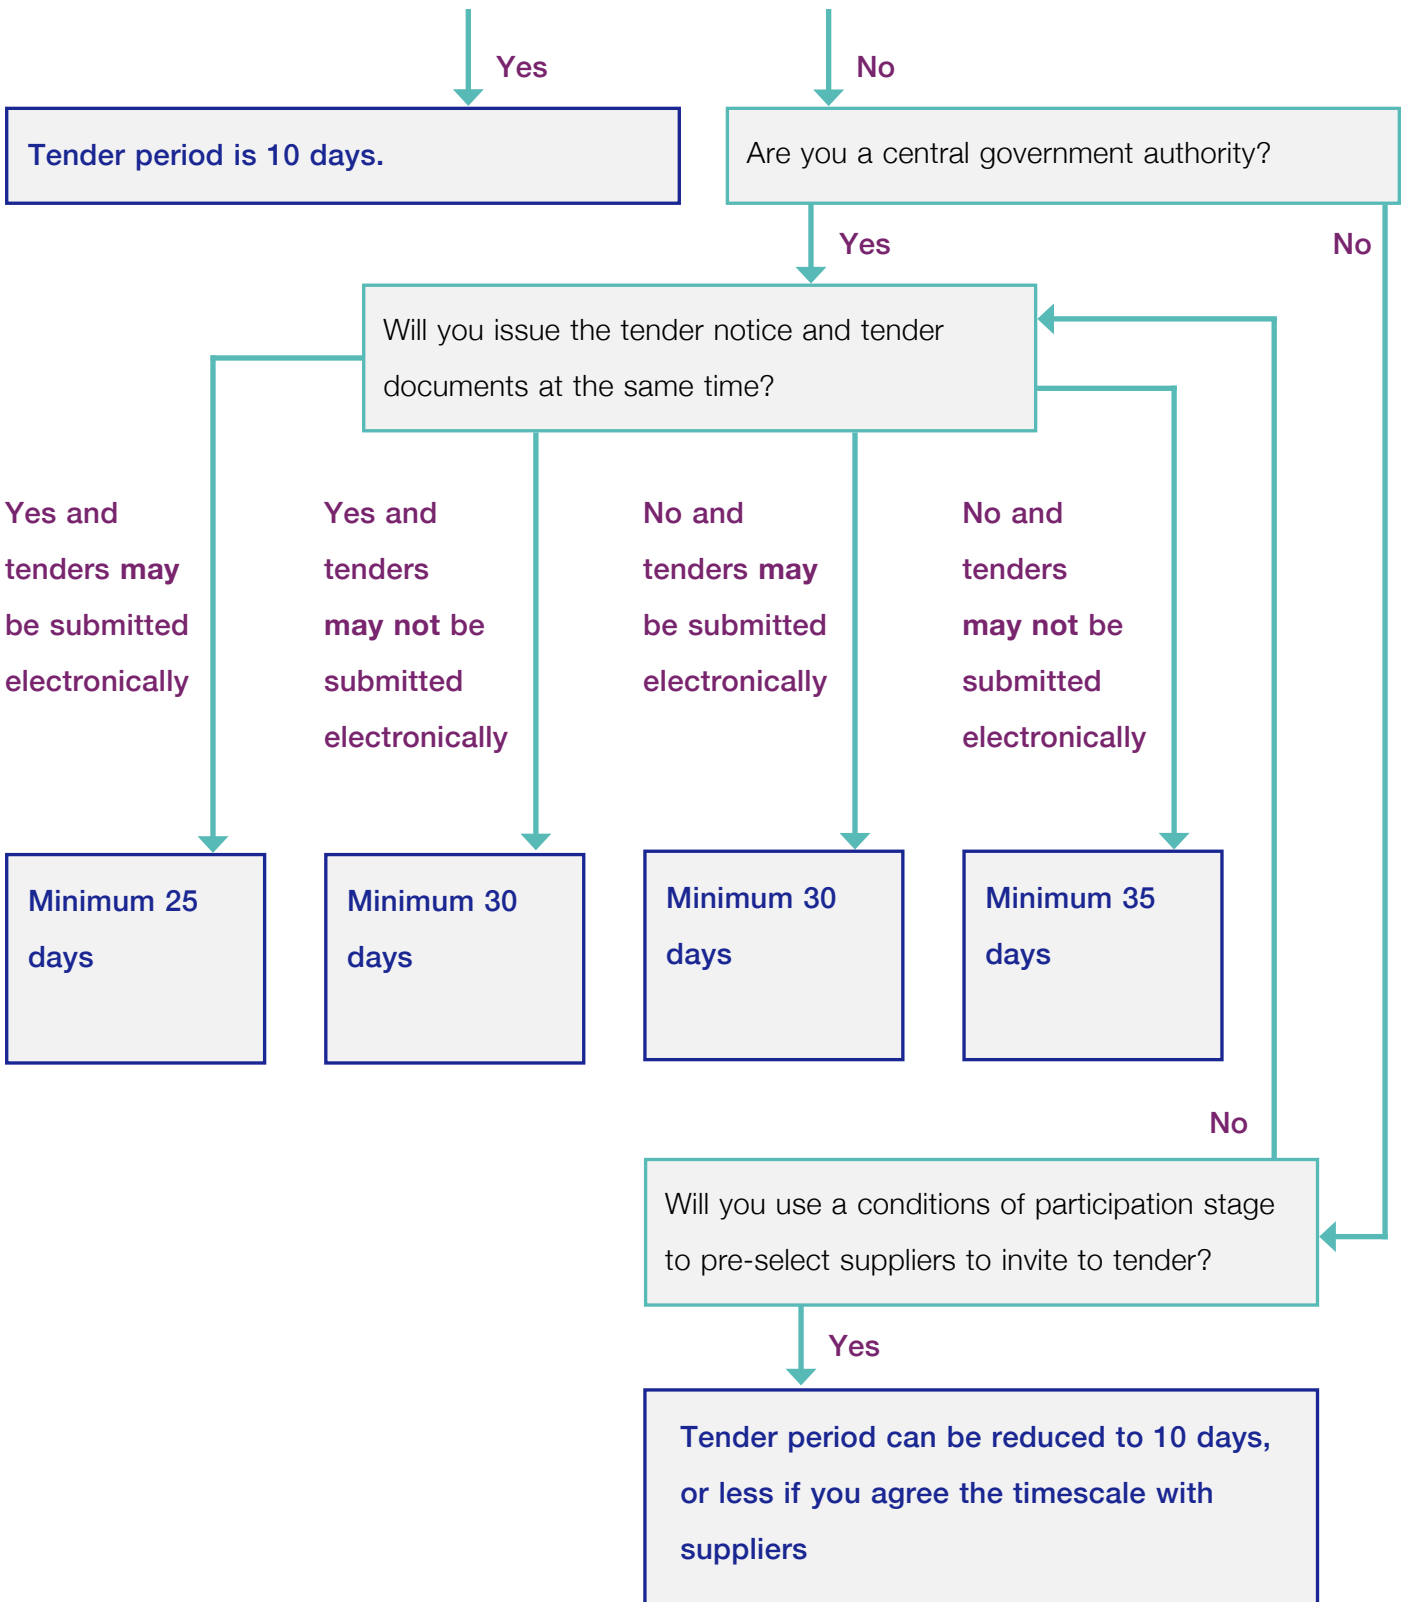 Yes
No
Tender period is 10 days.
Are you a central government authority?
Yes
No
Will you issue the tender notice and tender
documents at the same time?
Yes and
tenders may
be submitted
electronically
Yes and
tenders
may not be
submitted
electronically
No and
tenders may
be submitted
electronically
No and
tenders
may not be
submitted
electronically
Minimum 25
days
Minimum 30
days
Minimum 30
days
Minimum 35
days
No
Will you use a conditions of participation stage
to pre-select suppliers to invite to tender?
Yes
Tender period can be reduced to 10 days,
or less if you agree the timescale with
suppliers